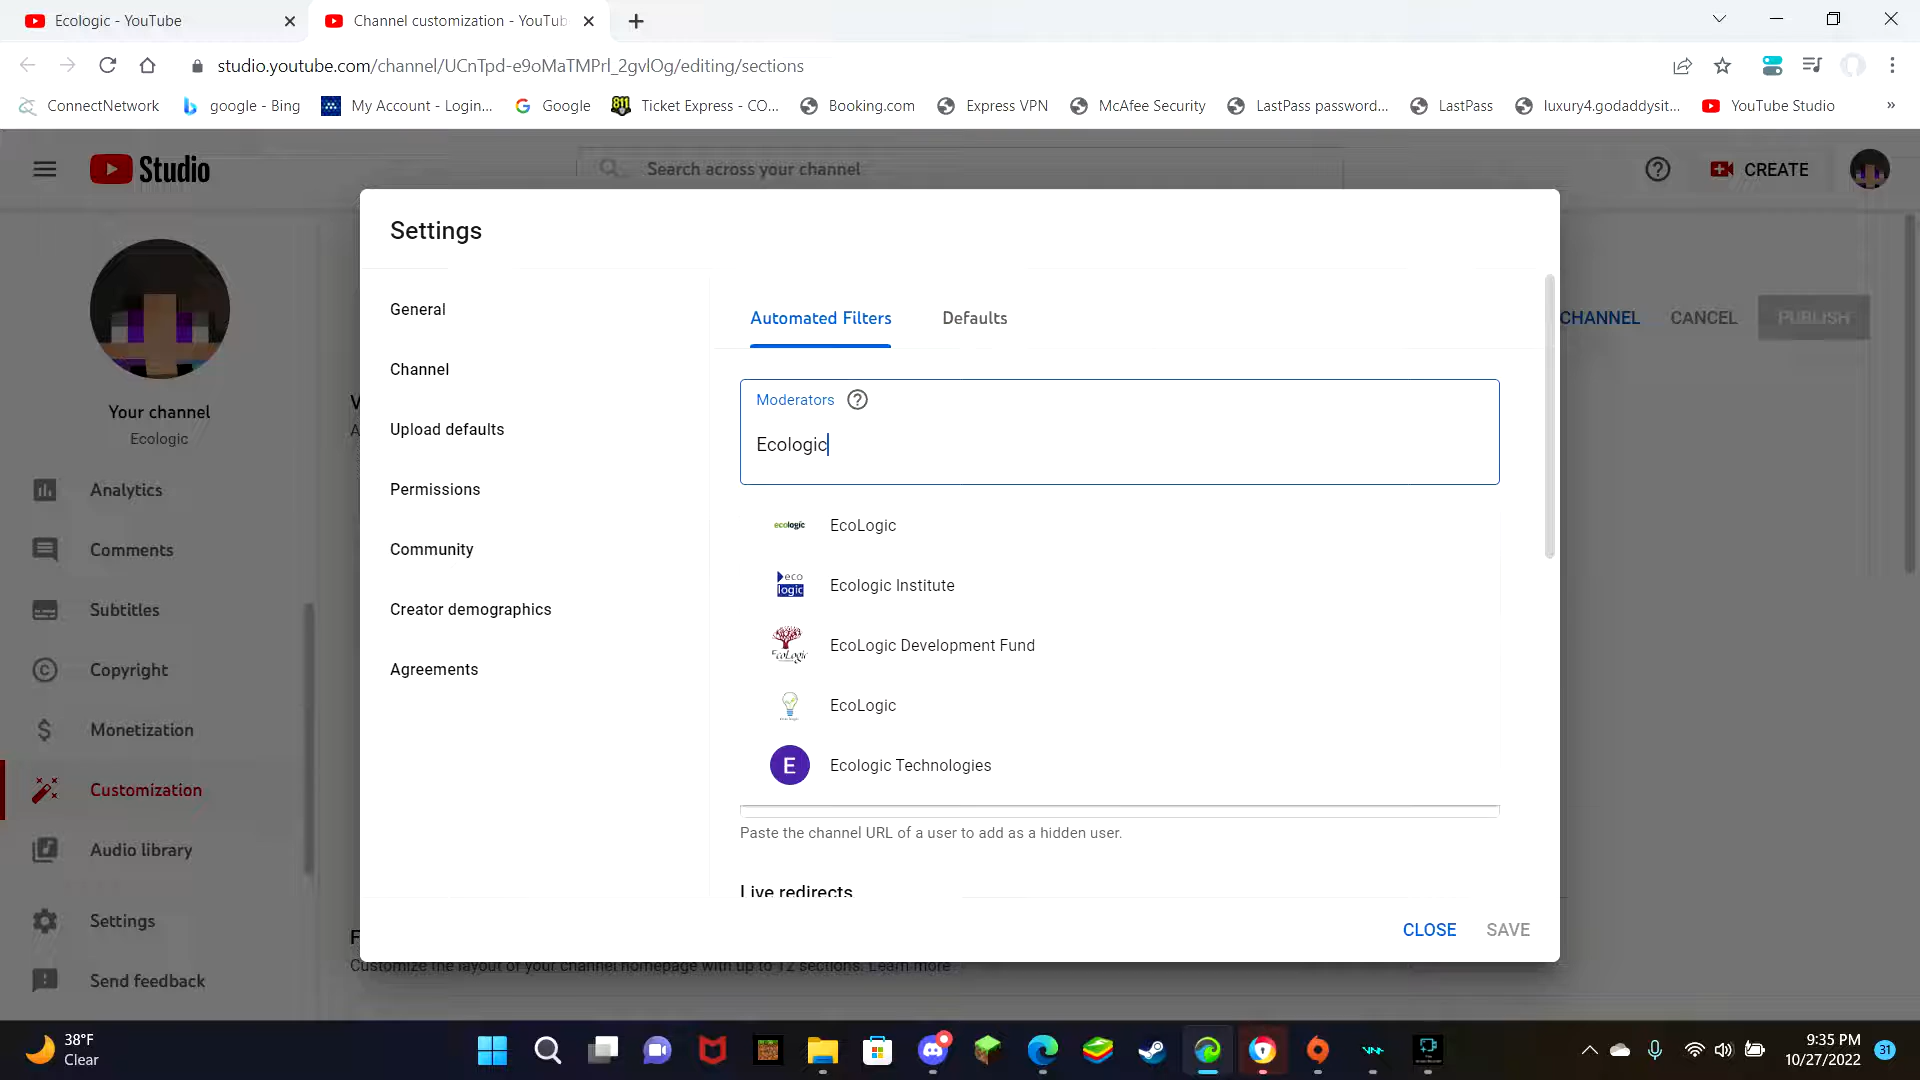 Ecologic - YouTube
Channel customization - YouTub
studio.youtube.com/channel/UCnTpd-e9oMaTMPrl_2gvlOg/editing/sections
ConnectNetwork
google - Bing
My Account - Login...
Google
811
Ticket Express - CO...
Booking.com
Express VPN
McAfee Security
LastPass password...
LastPass
luxury4.godaddysit...
YouTube Studio
»
Studio
Search across your channel
CREATE
Settings
General
Channel
Upload defaults
Permissions
Community
Creator demographics
Agreements
Automated Filters
Defaults
Moderators
Ecologic
ecologic
EcoLogic
eco
logic
Ecologic Institute
EcoLogic
EcoLogic Development Fund
EcoLogic
E
Ecologic Technologies
Paste the channel URL of a user to add as a hidden user.
Live redirects
CLOSE
SAVE
CHANNEL
CANCEL
PUBLISH
Your channel
Ecologic
Analytics
Comments
Subtitles
Copyright
Monetization
Customization
Audio library
Settings
Send feedback
Customize the layout of your channel homepage with up to 12 sections. Learn more
38°F
Clear
9:35 PM
10/27/2022
31